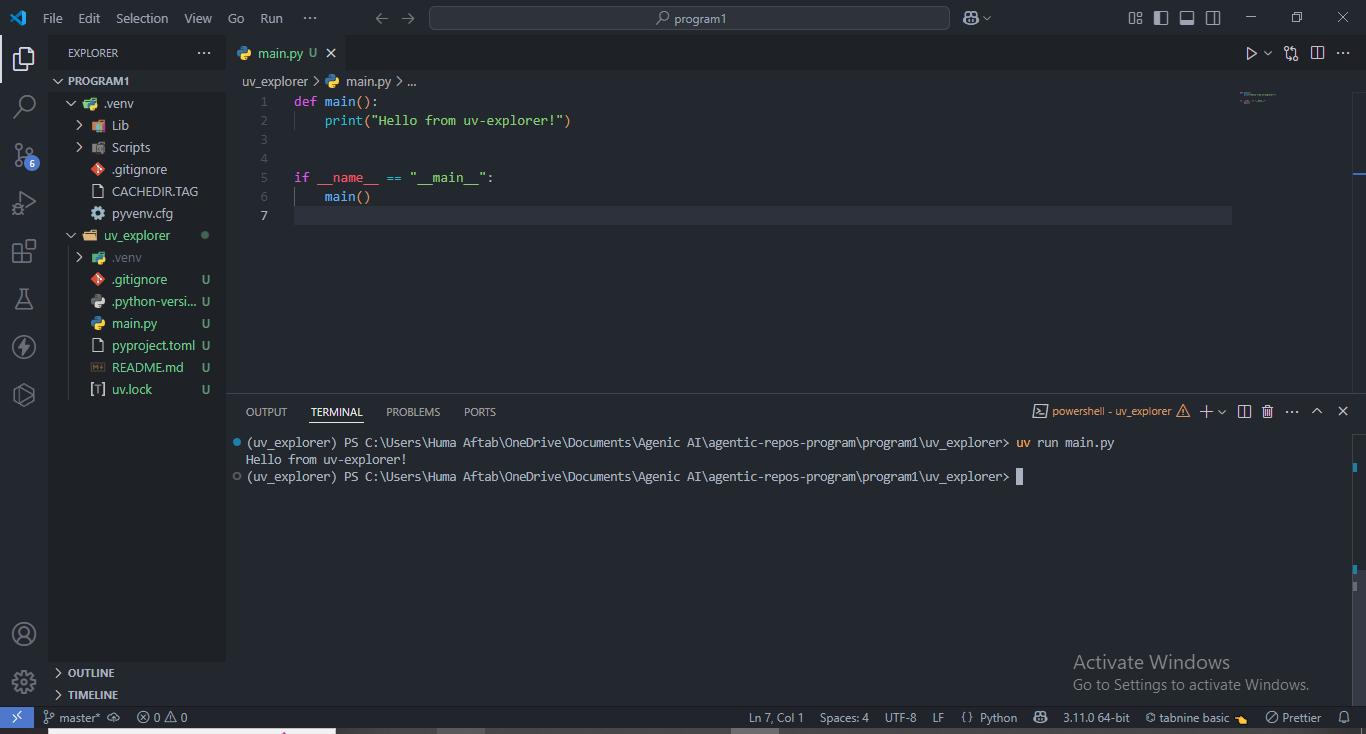 File Edit Selection View Go Run ···
program1
EXPLORER ···
PROGRAM1
.venv
Lib
Scripts
.gitignore
CACHEDIR.TAG
pyvenv.cfg
uv_explorer
.venv
.gitignore U
.python-versi... U
main.py U
pyproject.toml U
README.md U
uv.lock U
OUTLINE
TIMELINE
6
main.py U
uv_explorer > main.py > ...
1 def main():
2 print("Hello from uv-explorer!")
3
4
5 if __name__ == "__main__":
6 main()
7
OUTPUT TERMINAL PROBLEMS PORTS
powershell - uv_explorer
(uv_explorer) PS C:\Users\Huma Aftab\OneDrive\Documents\Agenic AI\agentic-repos-program\program1\uv_explorer> uv run main.py
Hello from uv-explorer!
(uv_explorer) PS C:\Users\Huma Aftab\OneDrive\Documents\Agenic AI\agentic-repos-program\program1\uv_explorer>
Activate Windows
Go to Settings to activate Windows.
master* 0 0 Ln 7, Col 1 Spaces: 4 UTF-8 LF {} Python 3.11.0 64-bit tabnine basic Prettier